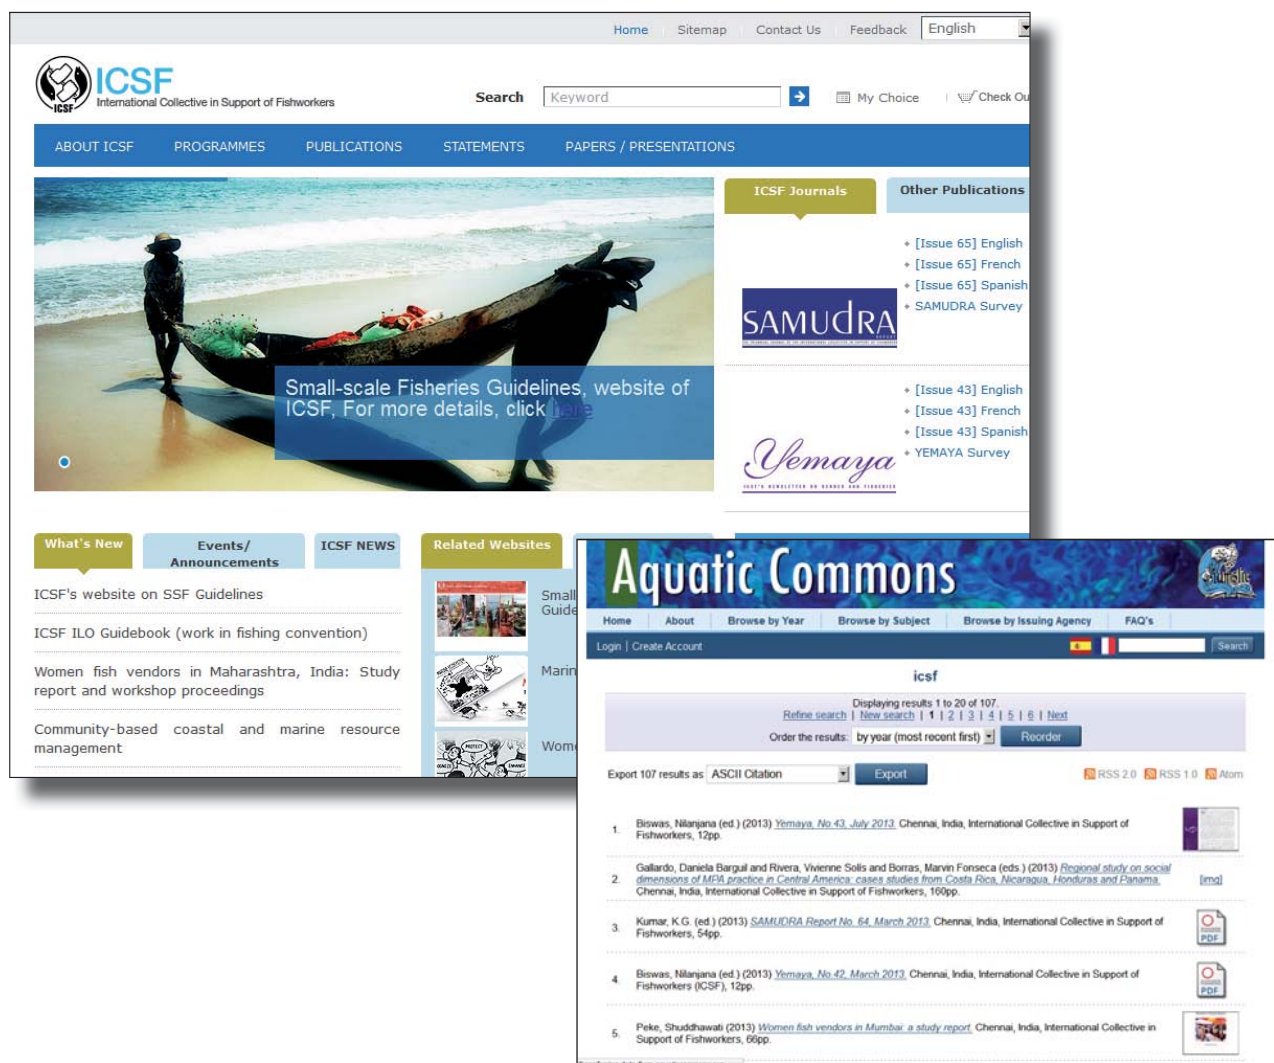 Home Sitemap Contact Us Feedback English
ICSF
International Collective in Support of Fishworkers
ICSF
Search Keyword My Choice Check Ou
ABOUT ICSF PROGRAMMES PUBLICATIONS STATEMENTS PAPERS / PRESENTATIONS
ICSF Journals Other Publications
[Issue 65] English
[Issue 65] French
[Issue 65] Spanish
SAMUDRA Survey
SAMUdRA
Small-scale Fisheries Guidelines, website of
ICSF, For more details, click here
[Issue 43] English
[Issue 43] French
[Issue 43] Spanish
YEMAYA Survey
Yemaya
ICSF'S NEWSLETTER ON GENDER AND FISHERIES
What's New Events/ ICSF NEWS Related Websites
Announcements
ICSF's website on SSF Guidelines
ICSF ILO Guidebook (work in fishing convention)
Women fish vendors in Maharashtra, India: Study
report and workshop proceedings
Community-based coastal and marine resource
management
Small
Guide
Marin
Wome
PROTECT
Aquatic Commons
Home About Browse by Year Browse by Subject Browse by Issuing Agency FAQ's
Login | Create Account Search
icsf
Displaying results 1 to 20 of 107.
Refine search | New search | 1 | 2 | 3 | 4 | 5 | 6 | Next
Order the results: by year (most recent first) Reorder
Export 107 results as ASCII Citation Export RSS 2.0 RSS 1.0 Atom
1. Biswas, Nilanjana (ed.) (2013) Yemaya, No.43, July 2013. Chennai, India, International Collective in Support of
Fishworkers, 12pp.
2. Gallardo, Daniela Barguil and Rivera, Vivienne Solis and Borras, Marvin Fonseca (eds.) (2013) Regional study on social
dimensions of MPA practice in Central America: cases studies from Costa Rica, Nicaragua, Honduras and Panama.
Chennai, India, International Collective in Support of Fishworkers, 160pp.
[img]
3. Kumar, K.G. (ed.) (2013) SAMUDRA Report No. 64, March 2013. Chennai, India, International Collective in Support of
Fishworkers, 54pp.
PDF
4. Biswas, Nilanjana (ed.) (2013) Yemaya, No.42, March 2013. Chennai, India, International Collective in Support of
Fishworkers (ICSF), 12pp.
PDF
5. Peke, Shuddhawati (2013) Women fish vendors in Mumbai: a study report. Chennai, India, International Collective in
Support of Fishworkers, 66pp.